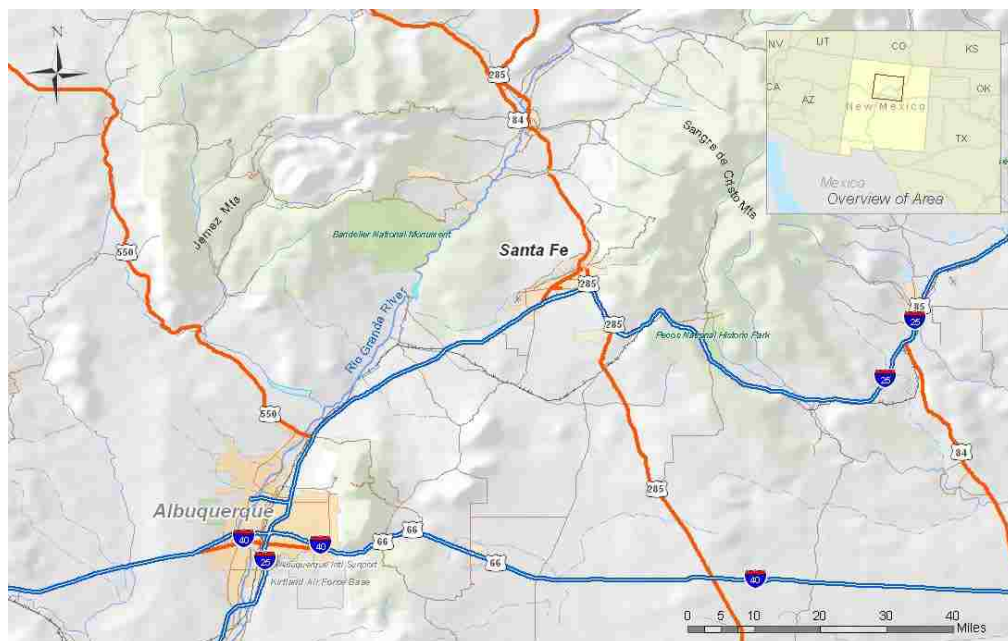 N
285
84
NV
UT
CO
KS
CA
AZ
New Mexico
OK
TX
Mexico
Overview of Area
Sangre de Cristo Mts
Jemez Mts
550
Bandelier National Monument
Santa Fe
285
Rio Grande River
285
Pecos National Historic Park
85
25
25
550
84
285
Albuquerque
40
40
66
66
25
Albuquerque Intl Sunport
Kirtland Air Force Base
40
0 5 10 20 30 40
Miles